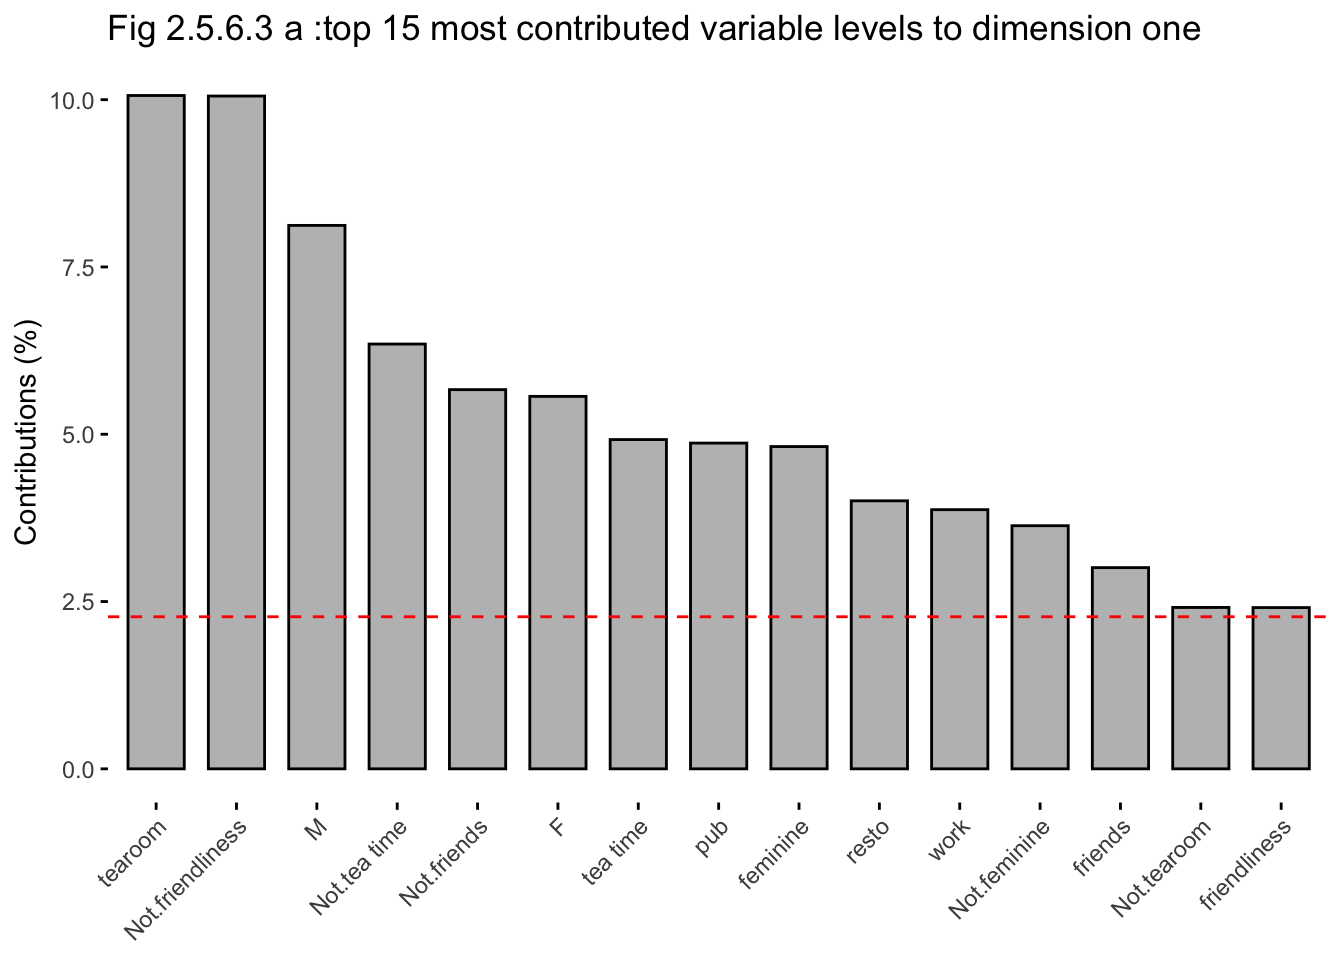 Fig 2.5.6.3 a :top 15 most contributed variable levels to dimension one
Contributions (%)
10.0
7.5
5.0
2.5
0.0
tearoom
Not.friendliness
M
Not.tea time
Not.friends
F
tea time
pub
feminine
resto
work
Not.feminine
friends
Not.tearoom
friendliness